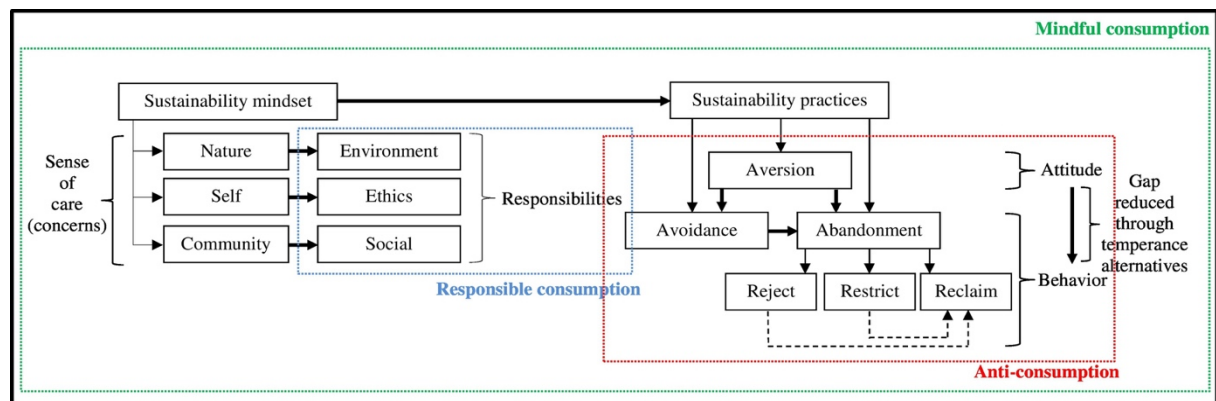 Mindful consumption
Sustainability mindset
Sustainability practices
Sense
of
care
(concerns)
Nature
Environment
Self
Ethics
Community
Social
Responsibilities
Responsible consumption
Aversion
Avoidance
Abandonment
Reject
Restrict
Reclaim
Attitude
Behavior
Gap
reduced
through
temperance
alternatives
Anti-consumption